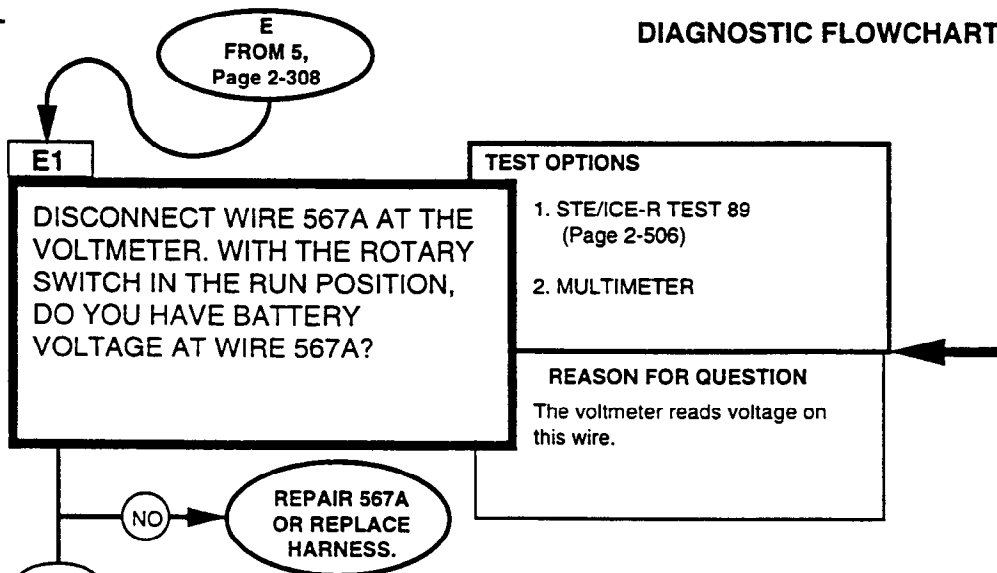 DIAGNOSTIC FLOWCHART
E
FROM 5,
Page 2-308
E1
DISCONNECT WIRE 567A AT THE
VOLTMETER. WITH THE ROTARY
SWITCH IN THE RUN POSITION,
DO YOU HAVE BATTERY
VOLTAGE AT WIRE 567A?
TEST OPTIONS
1. STE/ICE-R TEST 89
(Page 2-506)
2. MULTIMETER
REASON FOR QUESTION
The voltmeter reads voltage on
this wire.
NO
REPAIR 567A
OR REPLACE
HARNESS.